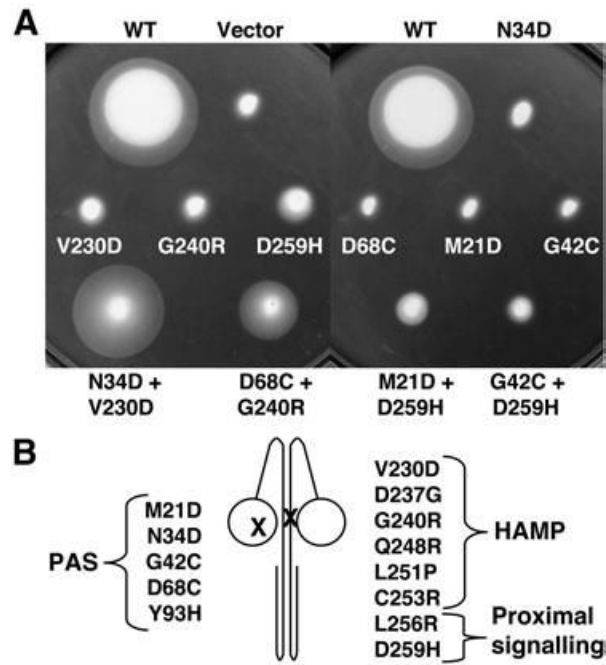 A
WT Vector WT N34D
V230D G240R D259H D68C M21D G42C
N34D + D68C + M21D + G42C +
V230D G240R D259H D259H
B
PAS
M21D
N34D
G42C
D68C
Y93H
X X
V230D
D237G
G240R
Q248R
L251P
C253R
HAMP
L256R
D259H
Proximal
signalling